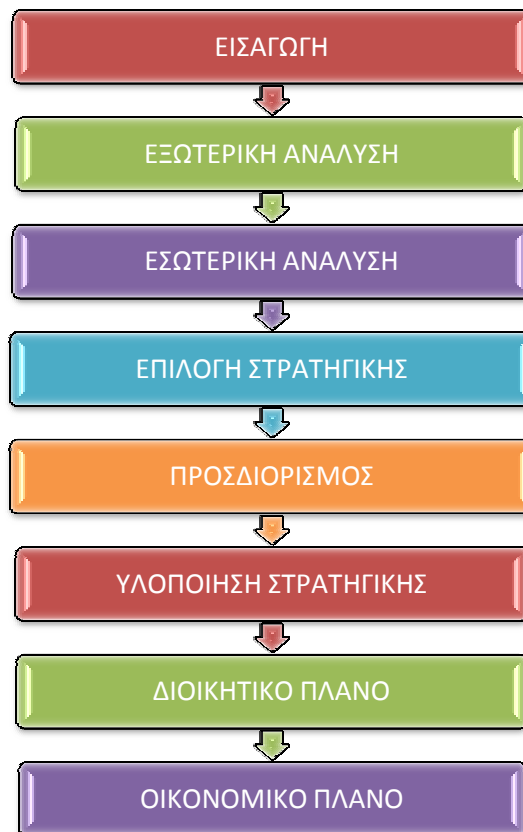 ΕΙΣΑΓΩΓΗ
ΕΞΩΤΕΡΙΚΗ ΑΝΑΛΥΣΗ
ΕΣΩΤΕΡΙΚΗ ΑΝΑΛΥΣΗ
ΕΠΙΛΟΓΗ ΣΤΡΑΤΗΓΙΚΗΣ
ΠΡΟΣΔΙΟΡΙΣΜΟΣ
ΥΛΟΠΟΙΗΣΗ ΣΤΡΑΤΗΓΙΚΗΣ
ΔΙΟΙΚΗΤΙΚΟ ΠΛΑΝΟ
ΟΙΚΟΝΟΜΙΚΟ ΠΛΑΝΟ